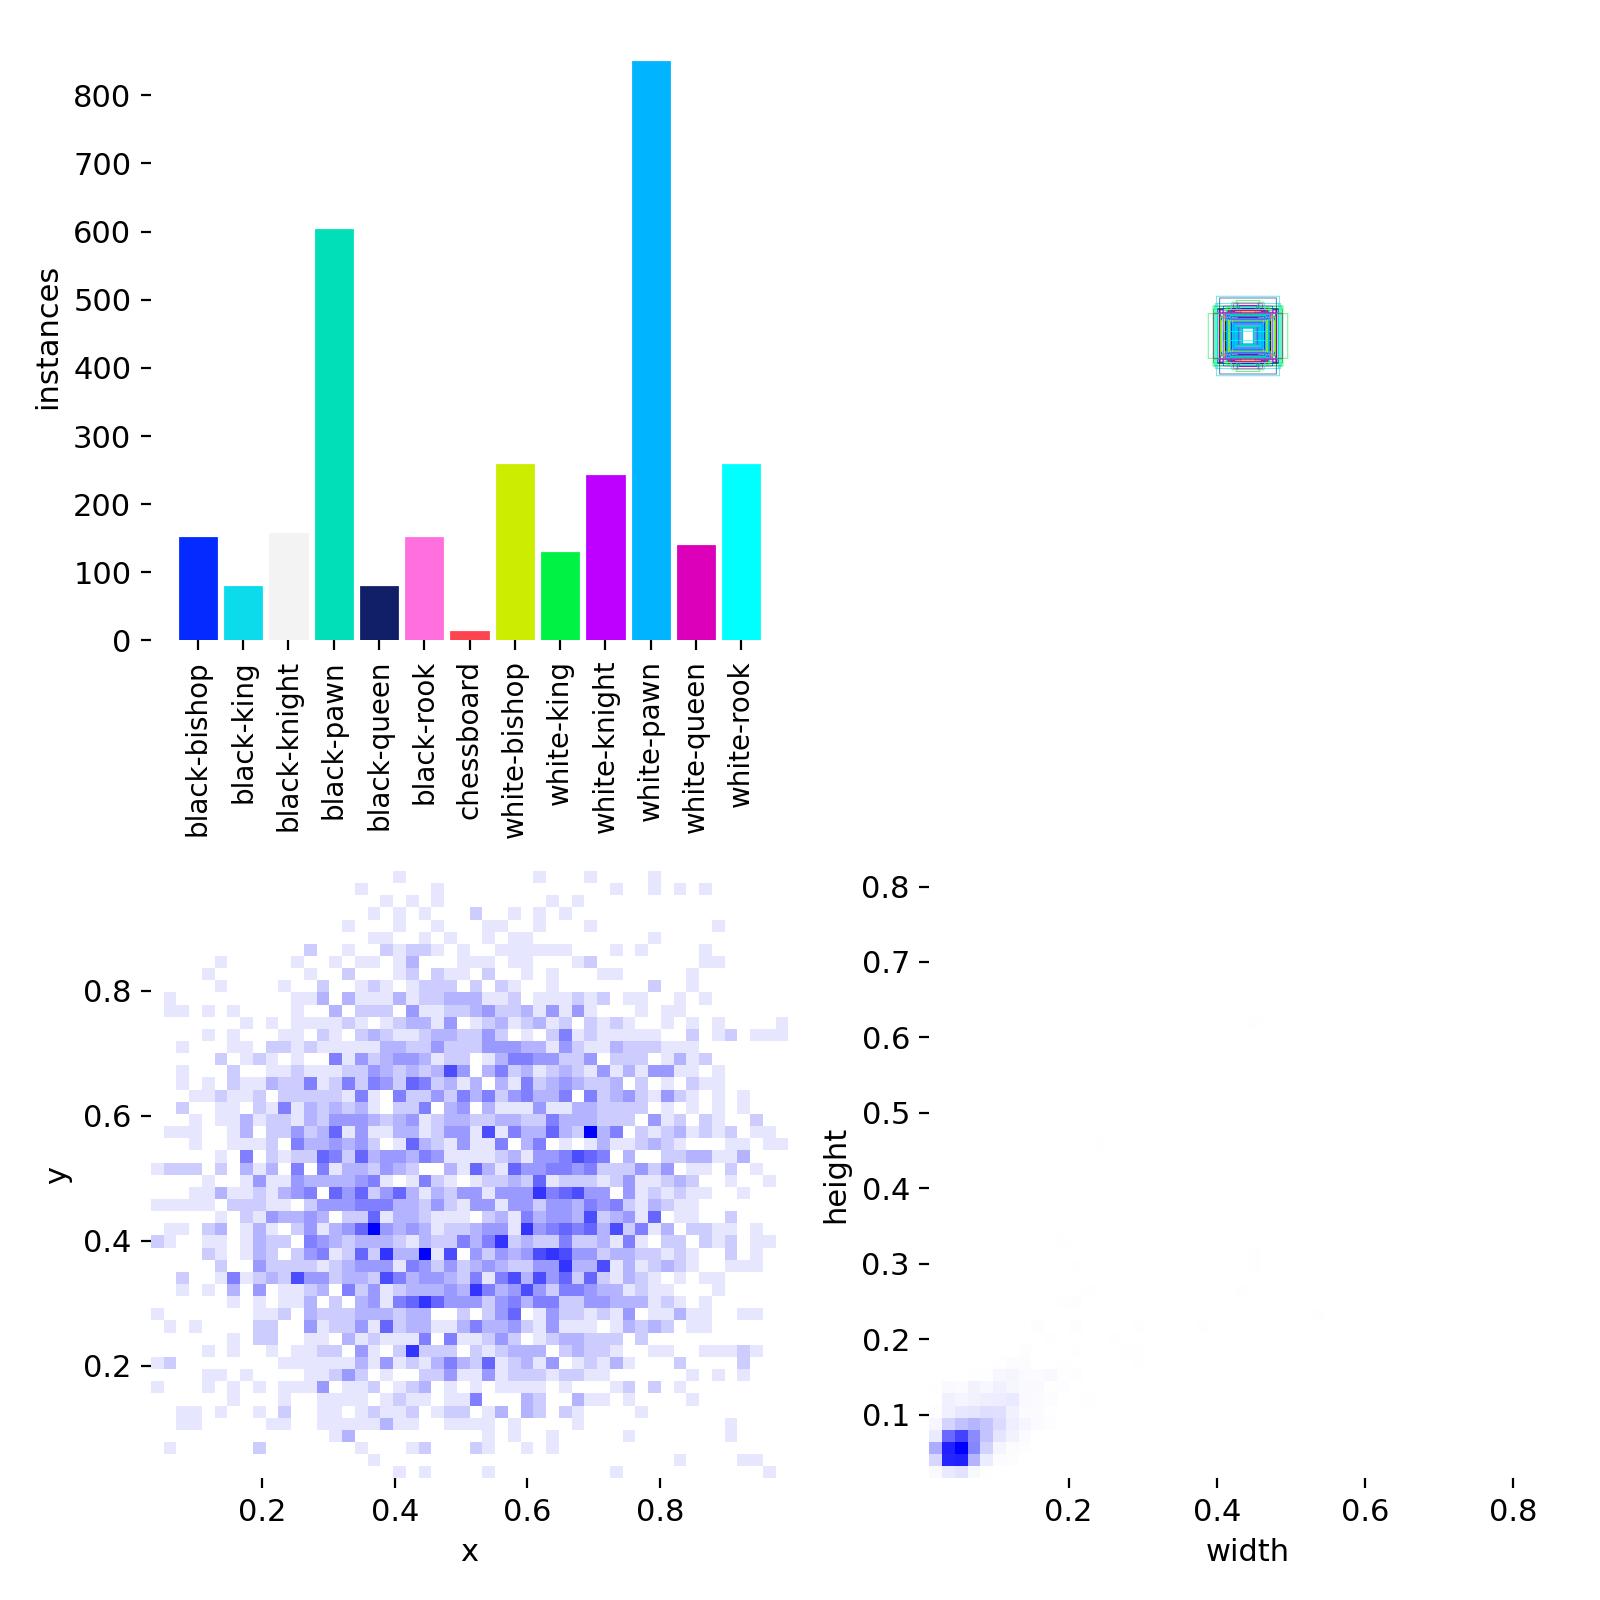 800
700
600
500
400
300
200
100
0
instances
black-bishop
black-king
black-knight
black-pawn
black-queen
black-rook
chessboard
white-bishop
white-king
white-knight
white-pawn
white-queen
white-rook
0.8
0.6
0.4
0.2
y
0.2
0.4
0.6
0.8
x
0.8
0.7
0.6
0.5
0.4
0.3
0.2
0.1
height
0.2
0.4
0.6
0.8
width